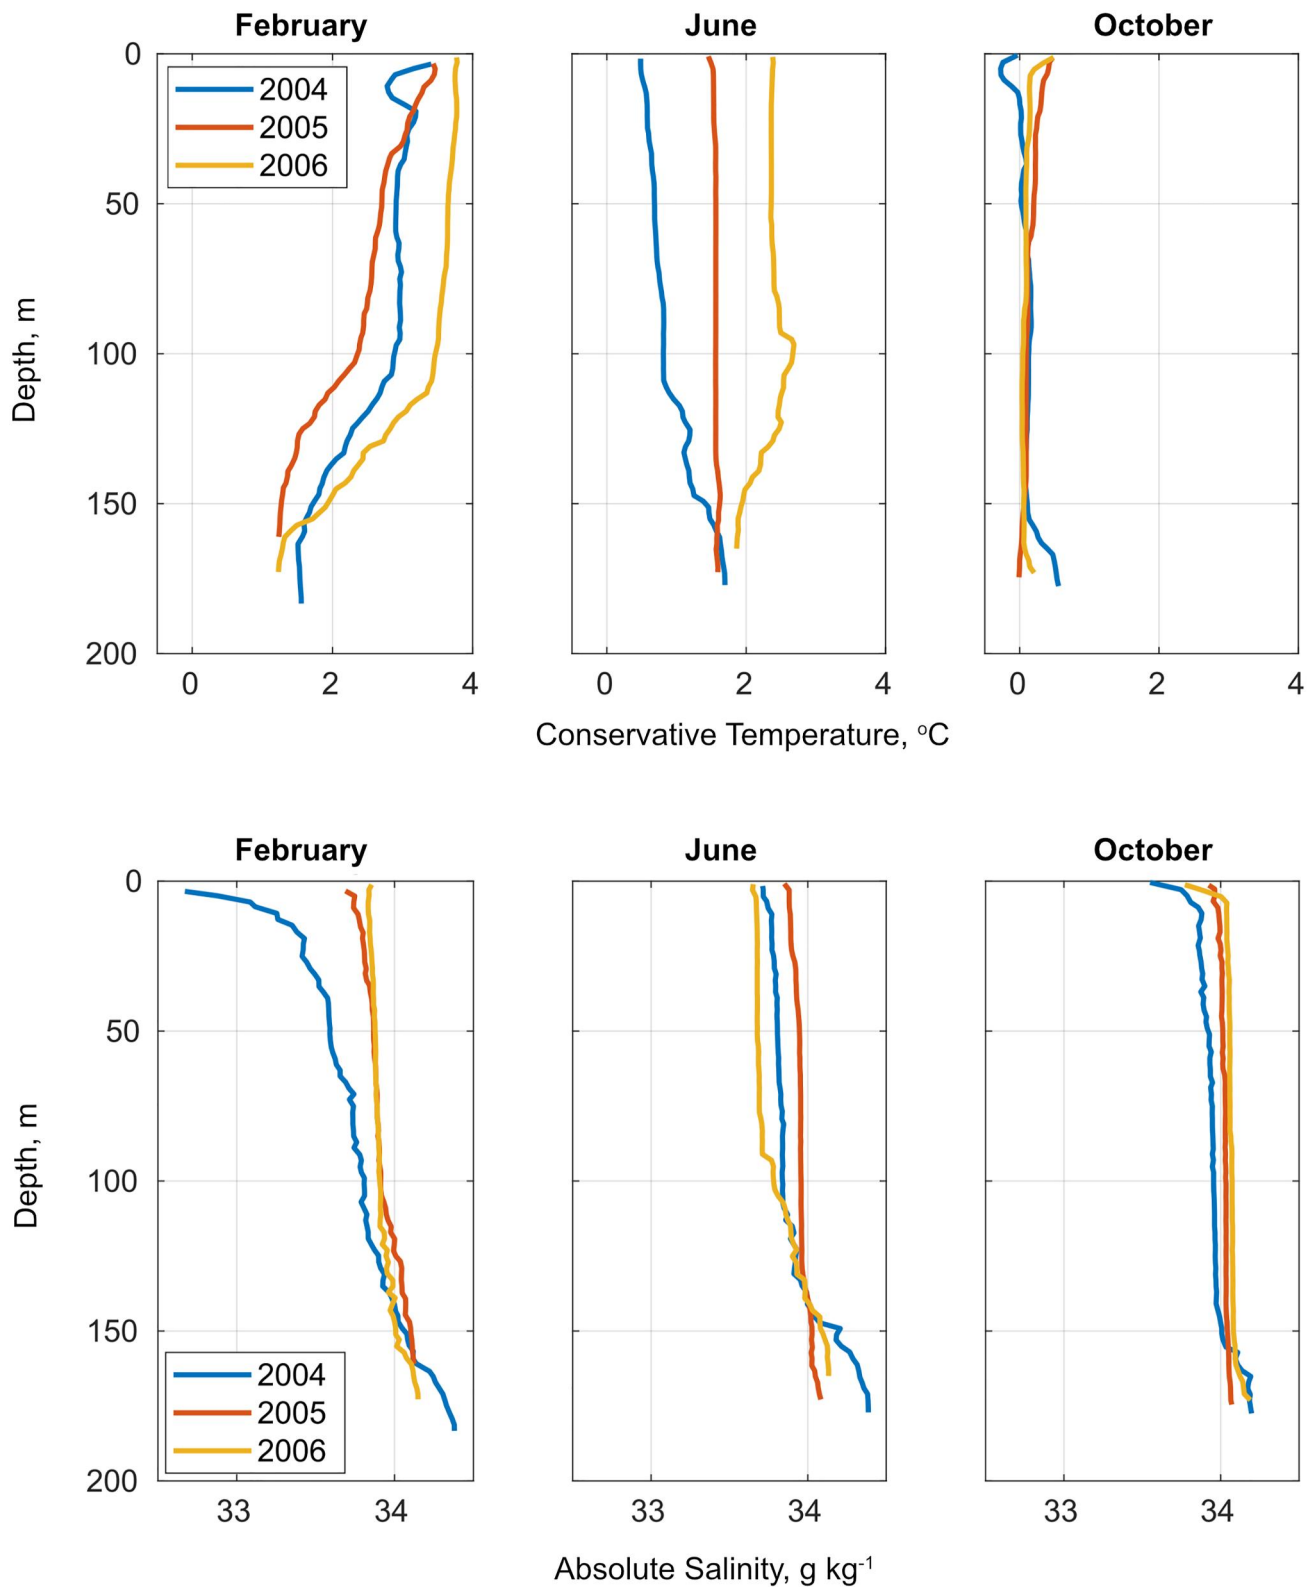 February June October
0
50
100
150
200
Depth, m
2004
2005
2006
0 2 4 0 2 4 0 2 4
Conservative Temperature, °C
February June October
0
50
100
150
200
Depth, m
2004
2005
2006
33 34 33 34 33 34
Absolute Salinity, g kg⁻¹